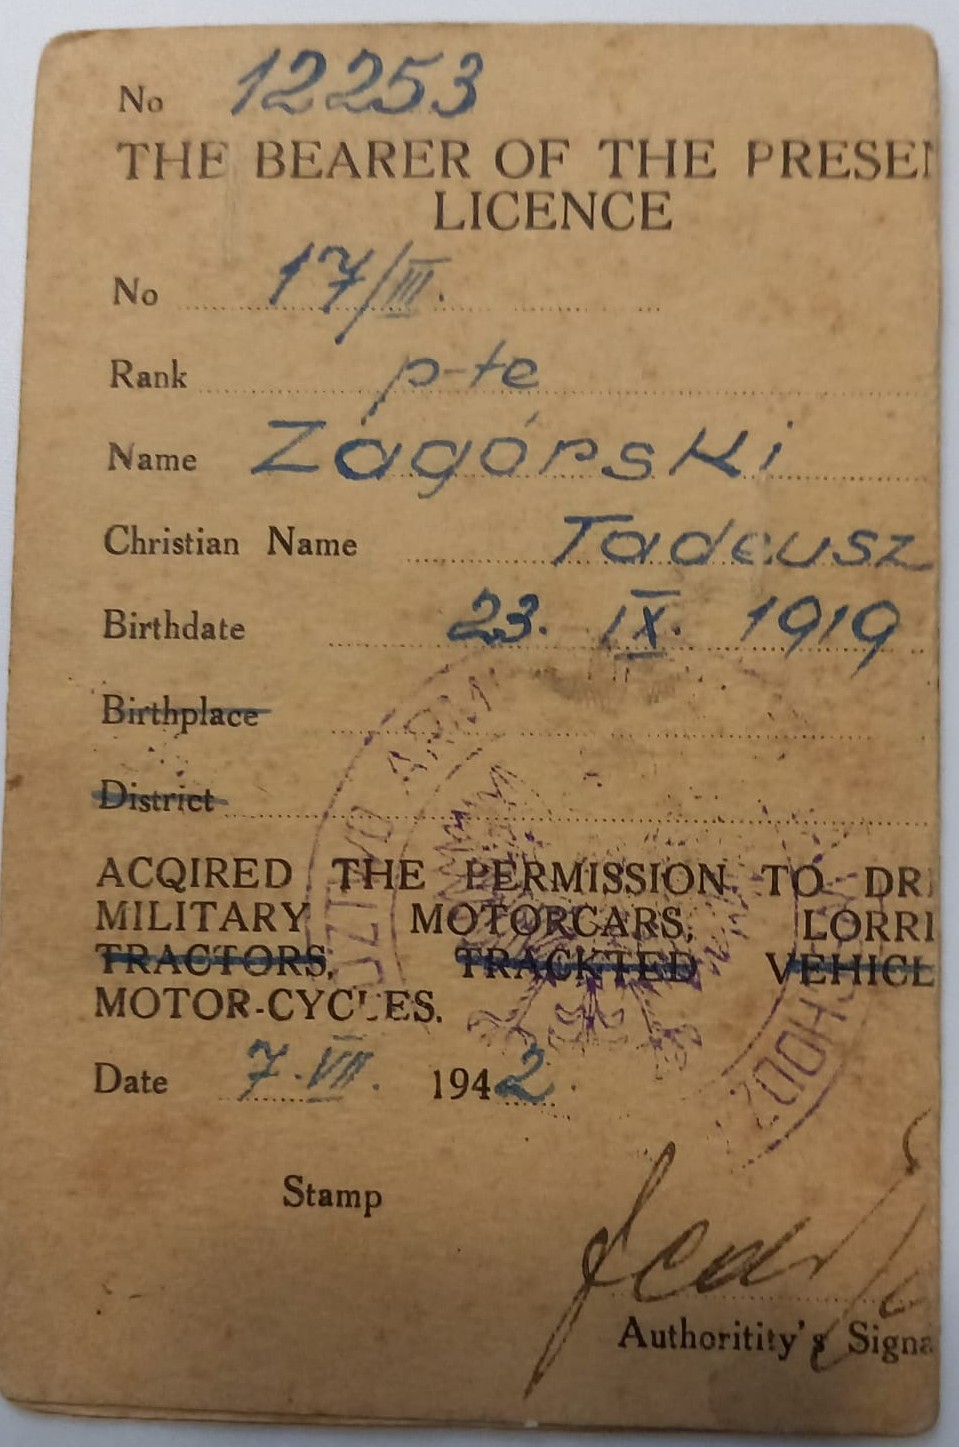 No 12253
THE BEARER OF THE PRESEN
LICENCE
No 17/III.
Rank p-te
Name Zagórski
Christian Name Tadeusz
Birthdate 23. IX. 1919
Birthplace
District
ACQIRED THE PERMISSION TO DRI
MILITARY MOTORCARS, LORRI
TRACTORS, TRACKTED VEHICL
MOTOR-CYCLES.
Date 7.VII. 1942
Stamp
Authoritity's Signa